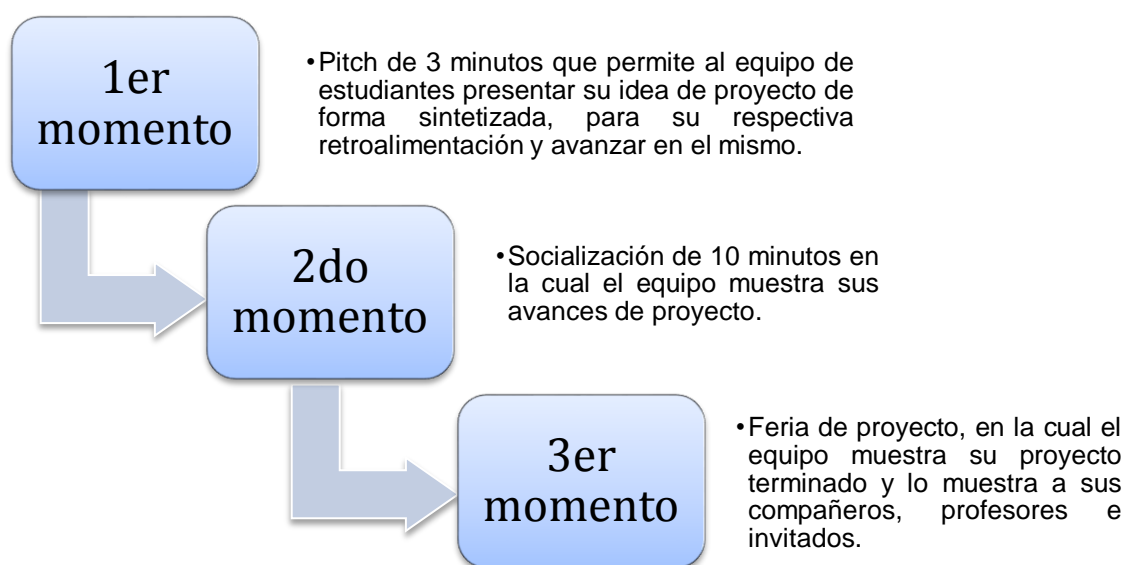 1er
momento
•Pitch de 3 minutos que permite al equipo de
estudiantes presentar su idea de proyecto de
forma sintetizada, para su respectiva
retroalimentación y avanzar en el mismo.
2do
momento
•Socialización de 10 minutos en
la cual el equipo muestra sus
avances de proyecto.
3er
momento
•Feria de proyecto, en la cual el
equipo muestra su proyecto
terminado y lo muestra a sus
compañeros, profesores e
invitados.